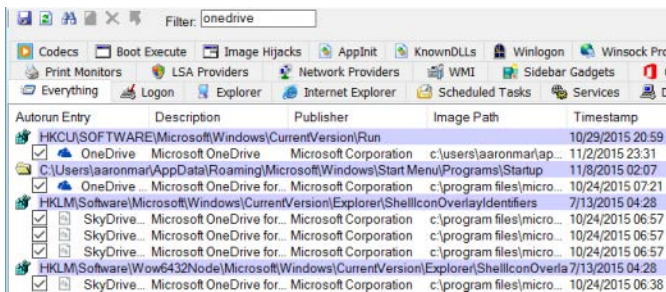 Filter: onedrive
Codecs Boot Execute Image Hijacks AppInit KnownDLLs Winlogon Winsock Pro
Print Monitors LSA Providers Network Providers WMI Sidebar Gadgets
Everything Logon Explorer Internet Explorer Scheduled Tasks Services
Autorun Entry Description Publisher Image Path Timestamp
HKCU\SOFTWARE\Microsoft\Windows\CurrentVersion\Run 10/29/2015 20:59
OneDrive Microsoft OneDrive Microsoft Corporation c:\users\aaronmar\ap... 11/2/2015 23:31
C:\Users\aaronmar\AppData\Roaming\Microsoft\Windows\Start Menu\Programs\Startup 11/8/2015 02:07
OneDrive ... Microsoft OneDrive for... Microsoft Corporation c:\program files\micro... 10/24/2015 07:21
HKLM\Software\Microsoft\Windows\CurrentVersion\Explorer\ShellIconOverlayIdentifiers 7/13/2015 04:28
SkyDrive... Microsoft OneDrive for... Microsoft Corporation c:\program files\micro... 10/24/2015 06:57
SkyDrive... Microsoft OneDrive for... Microsoft Corporation c:\program files\micro... 10/24/2015 06:57
SkyDrive... Microsoft OneDrive for... Microsoft Corporation c:\program files\micro... 10/24/2015 06:57
HKLM\Software\Wow6432Node\Microsoft\Windows\CurrentVersion\Explorer\ShellIconOverla 7/13/2015 04:28
SkyDrive... Microsoft OneDrive for... Microsoft Corporation c:\program files\micro... 10/24/2015 06:38